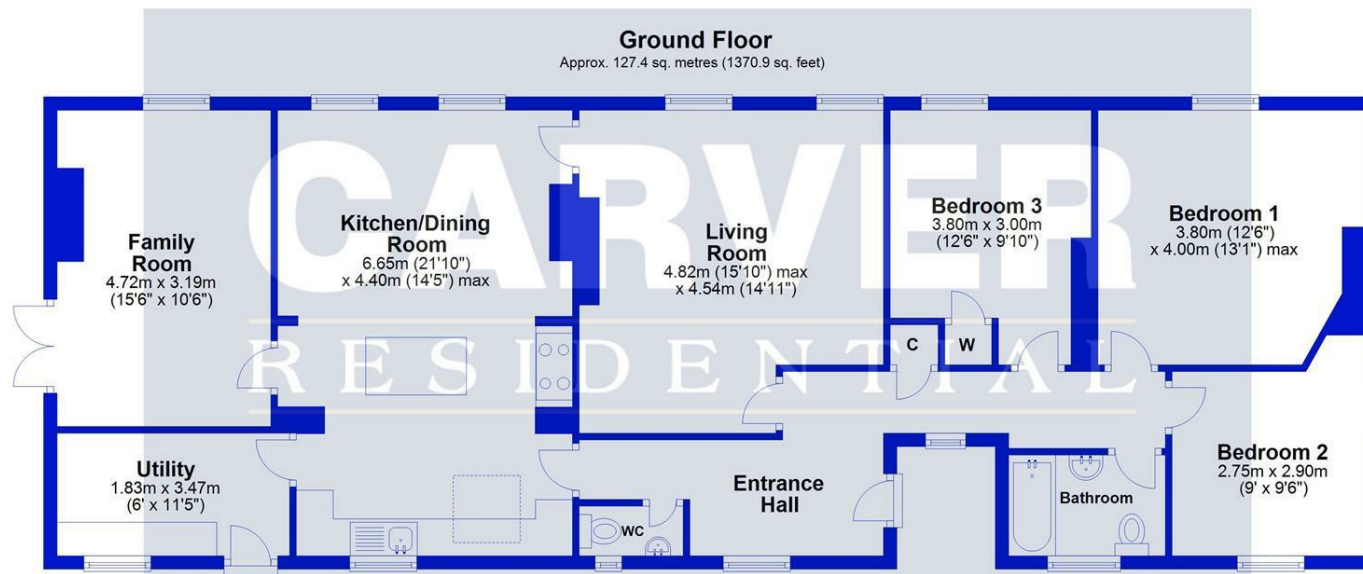 Ground Floor
Approx. 127.4 sq. metres (1370.9 sq. feet)
CARVER
RESIDENTIAL
Family
Room
4.72m x 3.19m
(15'6" x 10'6")
Kitchen/Dining
Room
6.65m (21'10")
x 4.40m (14'5") max
Living
Room
4.82m (15'10") max
x 4.54m (14'11")
Bedroom 3
3.80m x 3.00m
(12'6" x 9'10")
Bedroom 1
3.80m (12'6")
x 4.00m (13'1") max
C
W
Utility
1.83m x 3.47m
(6' x 11'5")
WC
Entrance
Hall
Bathroom
Bedroom 2
2.75m x 2.90m
(9' x 9'6")